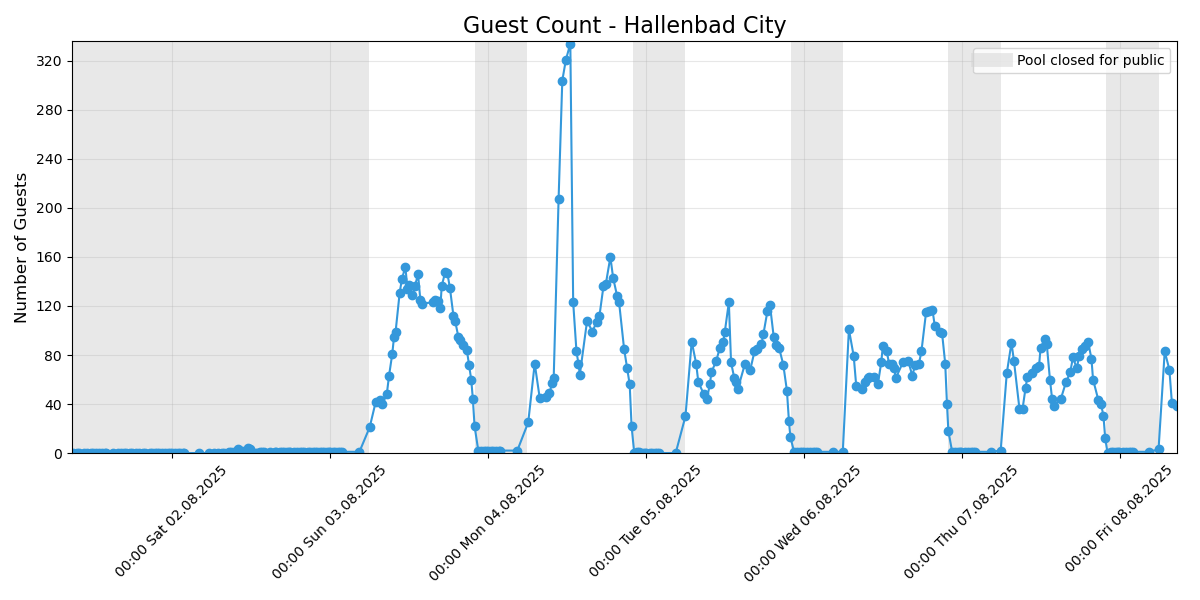 Guest Count - Hallenbad City
Pool closed for public
Number of Guests
320
280
240
200
160
120
80
40
0
00:00 Sat 02.08.2025
00:00 Sun 03.08.2025
00:00 Mon 04.08.2025
00:00 Tue 05.08.2025
00:00 Wed 06.08.2025
00:00 Thu 07.08.2025
00:00 Fri 08.08.2025